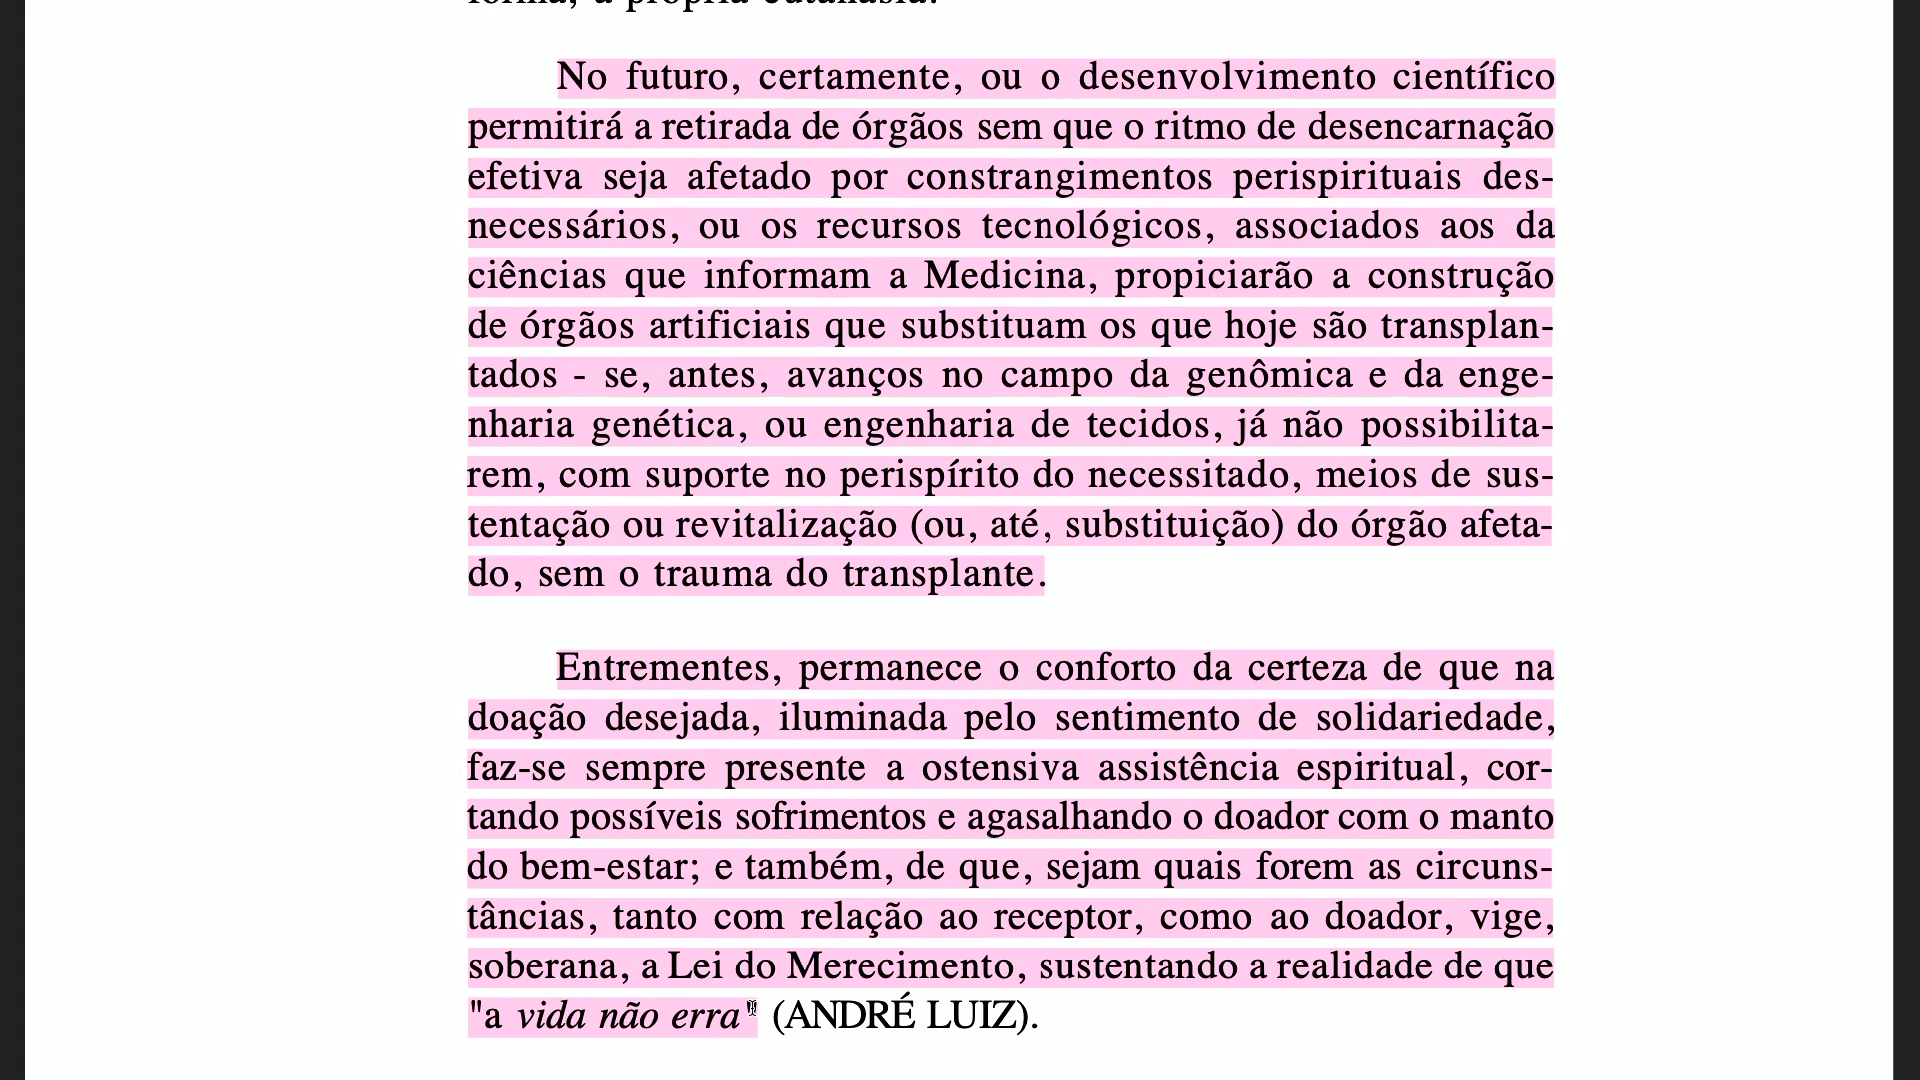 forma, a própria eutanásia.
No futuro, certamente, ou o desenvolvimento científico
permitirá a retirada de órgãos sem que o ritmo de desencarnação
efetiva seja afetado por constrangimentos perispirituais des-
necessários, ou os recursos tecnológicos, associados aos da
ciências que informam a Medicina, propiciarão a construção
de órgãos artificiais que substituam os que hoje são transplan-
tados - se, antes, avanços no campo da genômica e da enge-
nharia genética, ou engenharia de tecidos, já não possibilita-
rem, com suporte no perispírito do necessitado, meios de sus-
tentação ou revitalização (ou, até, substituição) do órgão afeta-
do, sem o trauma do transplante.
Entrementes, permanece o conforto da certeza de que na
doação desejada, iluminada pelo sentimento de solidariedade,
faz-se sempre presente a ostensiva assistência espiritual, cor-
tando possíveis sofrimentos e agasalhando o doador com o manto
do bem-estar; e também, de que, sejam quais forem as circuns-
tâncias, tanto com relação ao receptor, como ao doador, vige,
soberana, a Lei do Merecimento, sustentando a realidade de que
"a vida não erra" (ANDRÉ LUIZ).